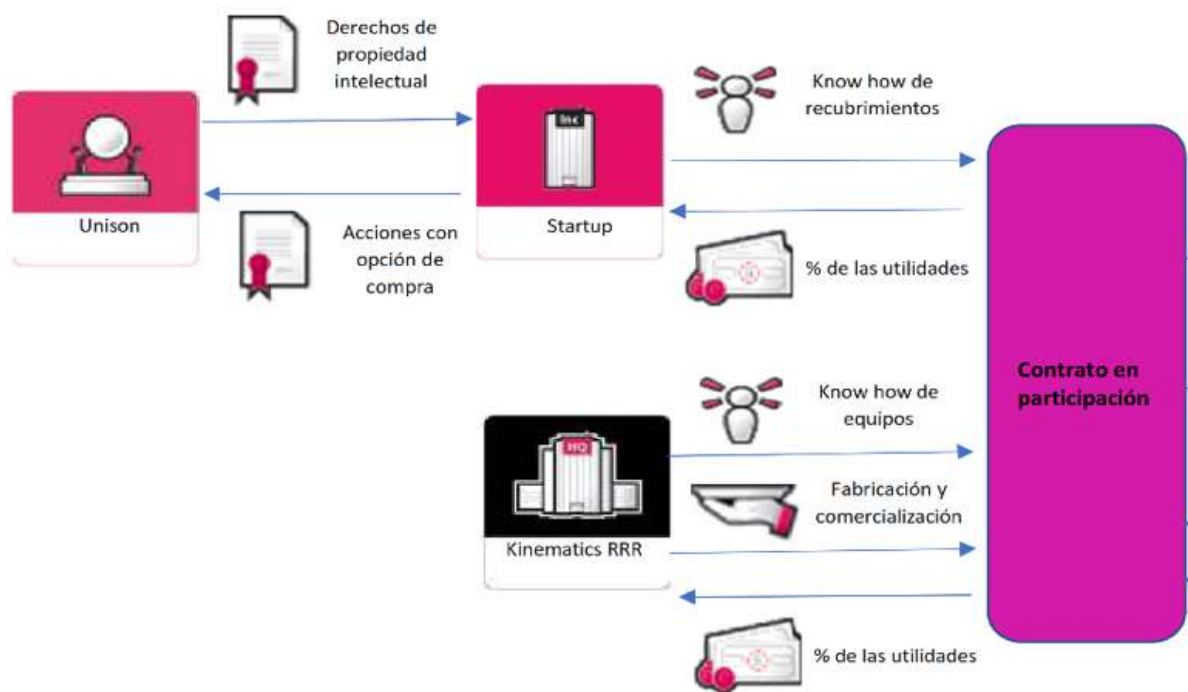 Derechos de
propiedad
intelectual
Unison
Acciones con
opción de
compra
Startup
Know how de
recubrimientos
% de las utilidades
Know how de
equipos
HQ
Kinematics RRR
Fabricación y
comercialización
% de las utilidades
Contrato en
participación